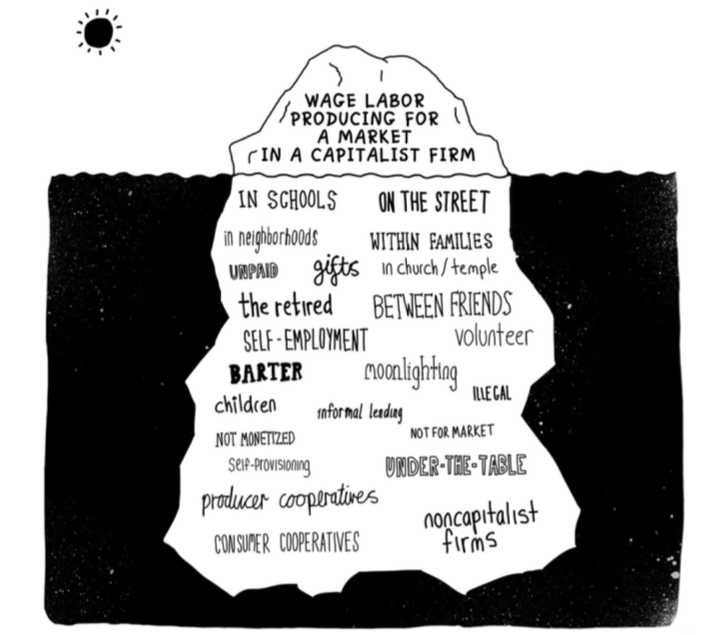 WAGE LABOR
PRODUCING FOR
A MARKET
IN A CAPITALIST FIRM
IN SCHOOLS
ON THE STREET
in neighborhoods
WITHIN FAMILIES
UNPAID
gifts
in church/temple
the retired
BETWEEN FRIENDS
SELF-EMPLOYMENT
volunteer
BARTER
moonlighting
ILLEGAL
children
informal lending
NOT MONETIZED
NOT FOR MARKET
Self-Provisioning
UNDER-THE-TABLE
producer cooperatives
noncapitalist
firms
CONSUMER COOPERATIVES